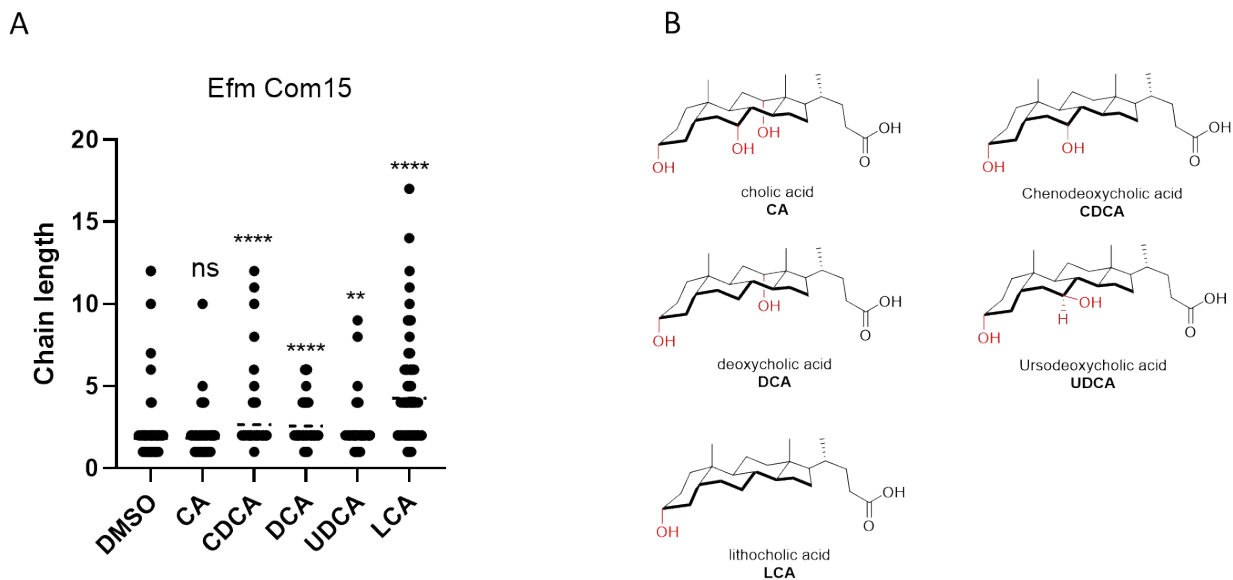 A
Efm Com15
Chain length
20
15
10
5
0
ns
****
****
**
****
DMSO
CA
CDCA
DCA
UDCA
LCA
B
OH
OH
OH
OH
O
cholic acid
CA
OH
OH
OH
O
Chenodeoxycholic acid
CDCA
OH
OH
OH
O
deoxycholic acid
DCA
OH
OH
H
OH
O
Ursodeoxycholic acid
UDCA
OH
OH
O
lithocholic acid
LCA